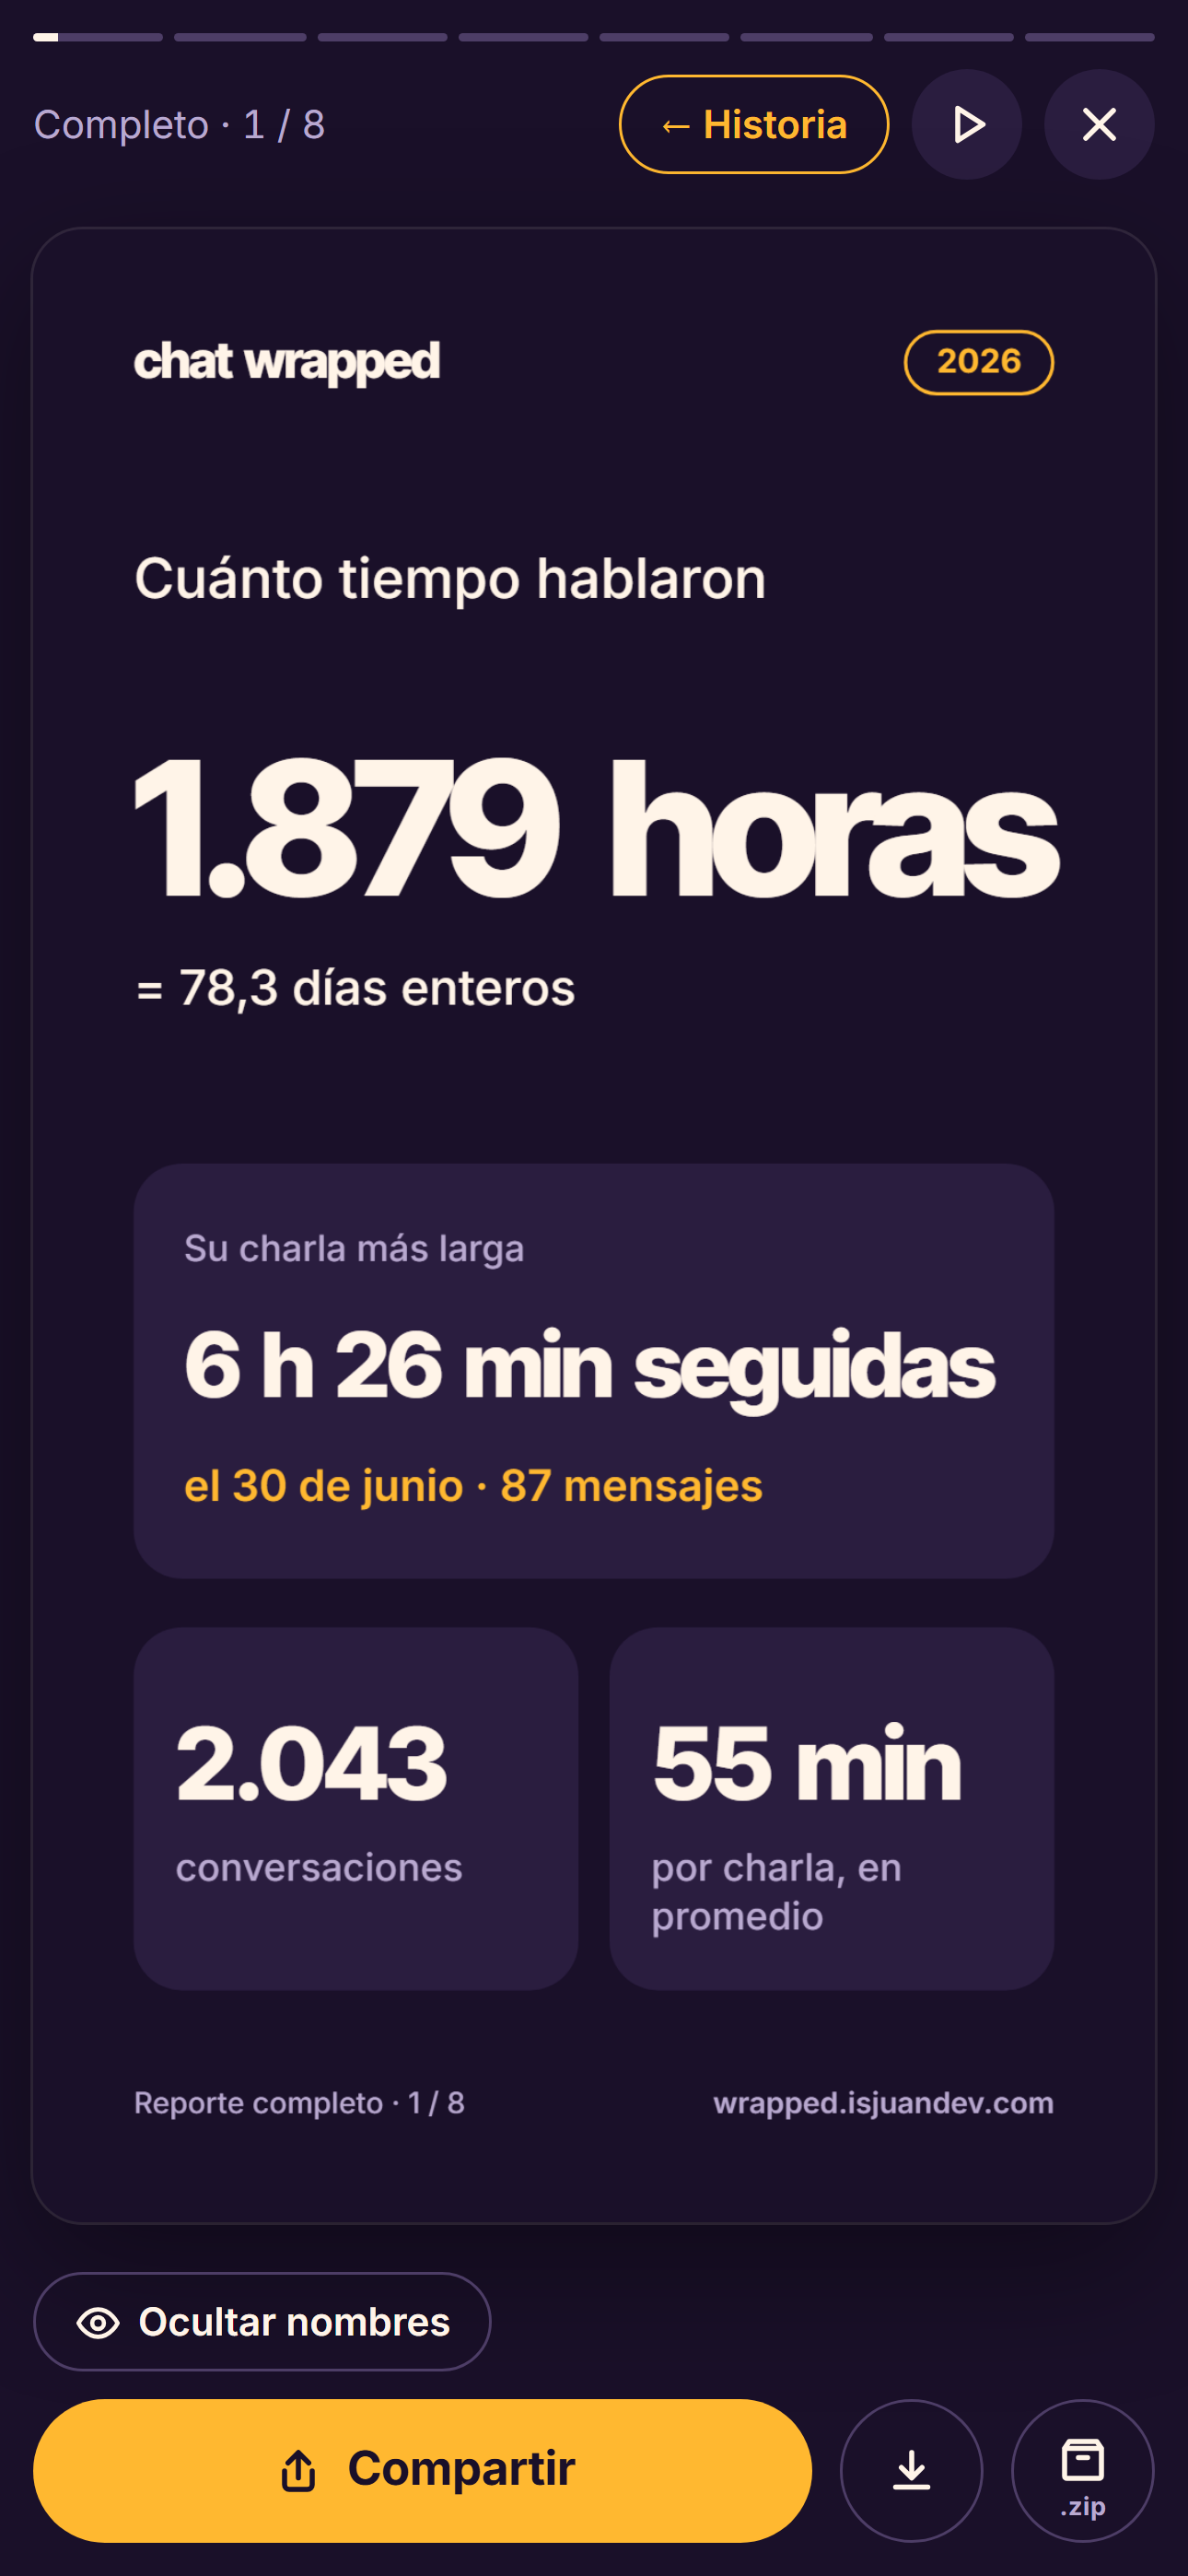 Completo · 1 / 8
← Historia
chat wrapped
2026
Cuánto tiempo hablaron
1.879 horas
= 78,3 días enteros
Su charla más larga
6 h 26 min seguidas
el 30 de junio · 87 mensajes
2.043
conversaciones
55 min
por charla, en
promedio
Reporte completo · 1 / 8
wrapped.isjuandev.com
Ocultar nombres
Compartir
.zip